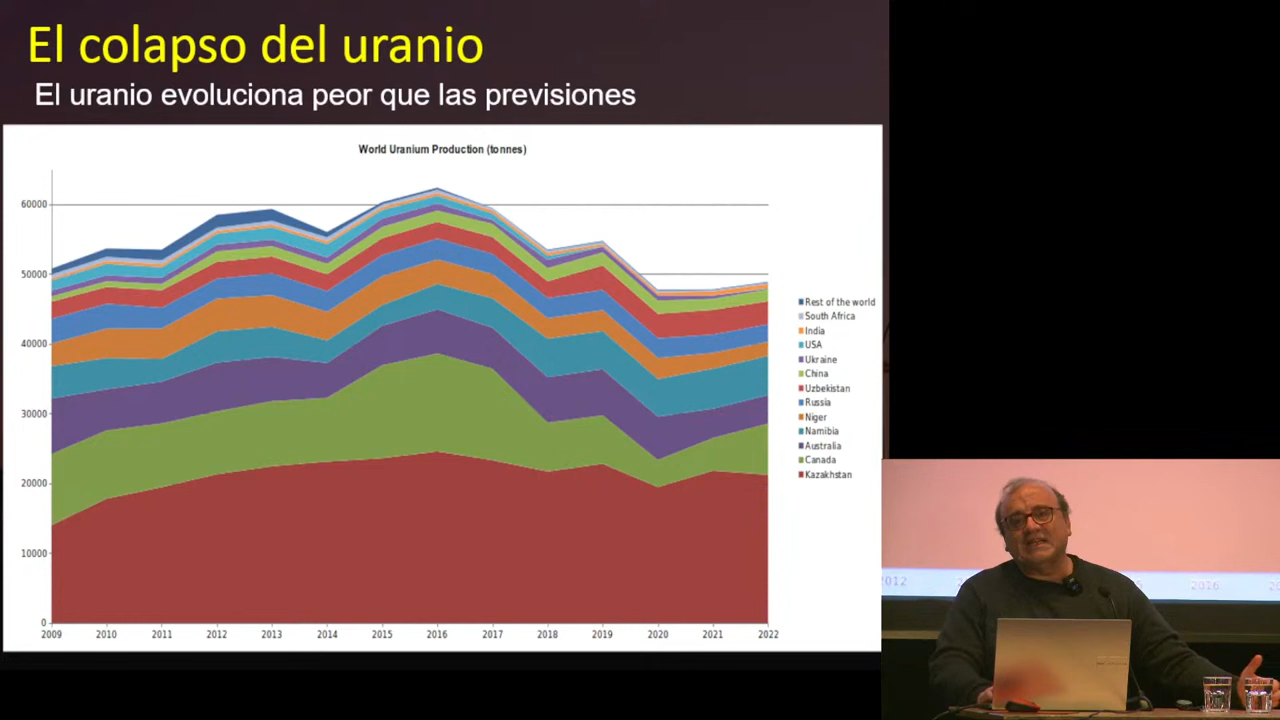 El colapso del uranio
El uranio evoluciona peor que las previsiones
World Uranium Production (tonnes)
60000
50000
40000
30000
20000
10000
0
2009 2010 2011 2012 2013 2014 2015 2016 2017 2018 2019 2020 2021 2022
Rest of the world
South Africa
India
USA
Ukraine
China
Uzbekistan
Russia
Niger
Namibia
Australia
Canada
Kazakhstan
2012
2016